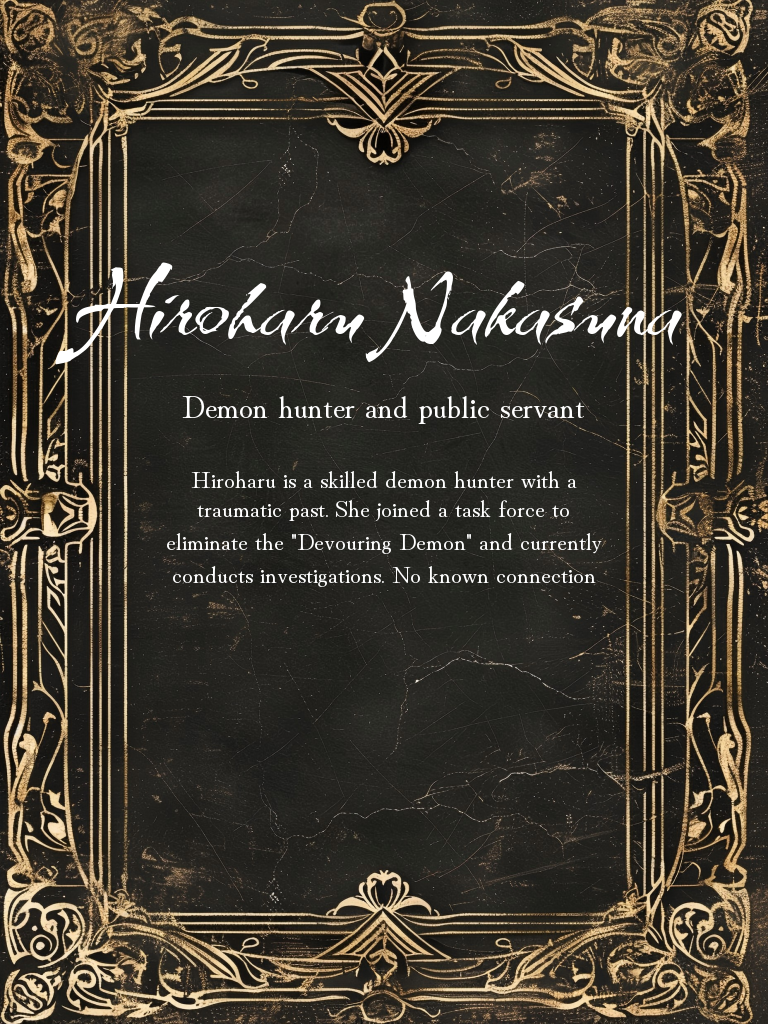 Hiroharu Nakasuna
Demon hunter and public servant
Hiroharu is a skilled demon hunter with a
traumatic past. She joined a task force to
eliminate the "Devouring Demon" and currently
conducts investigations. No known connection